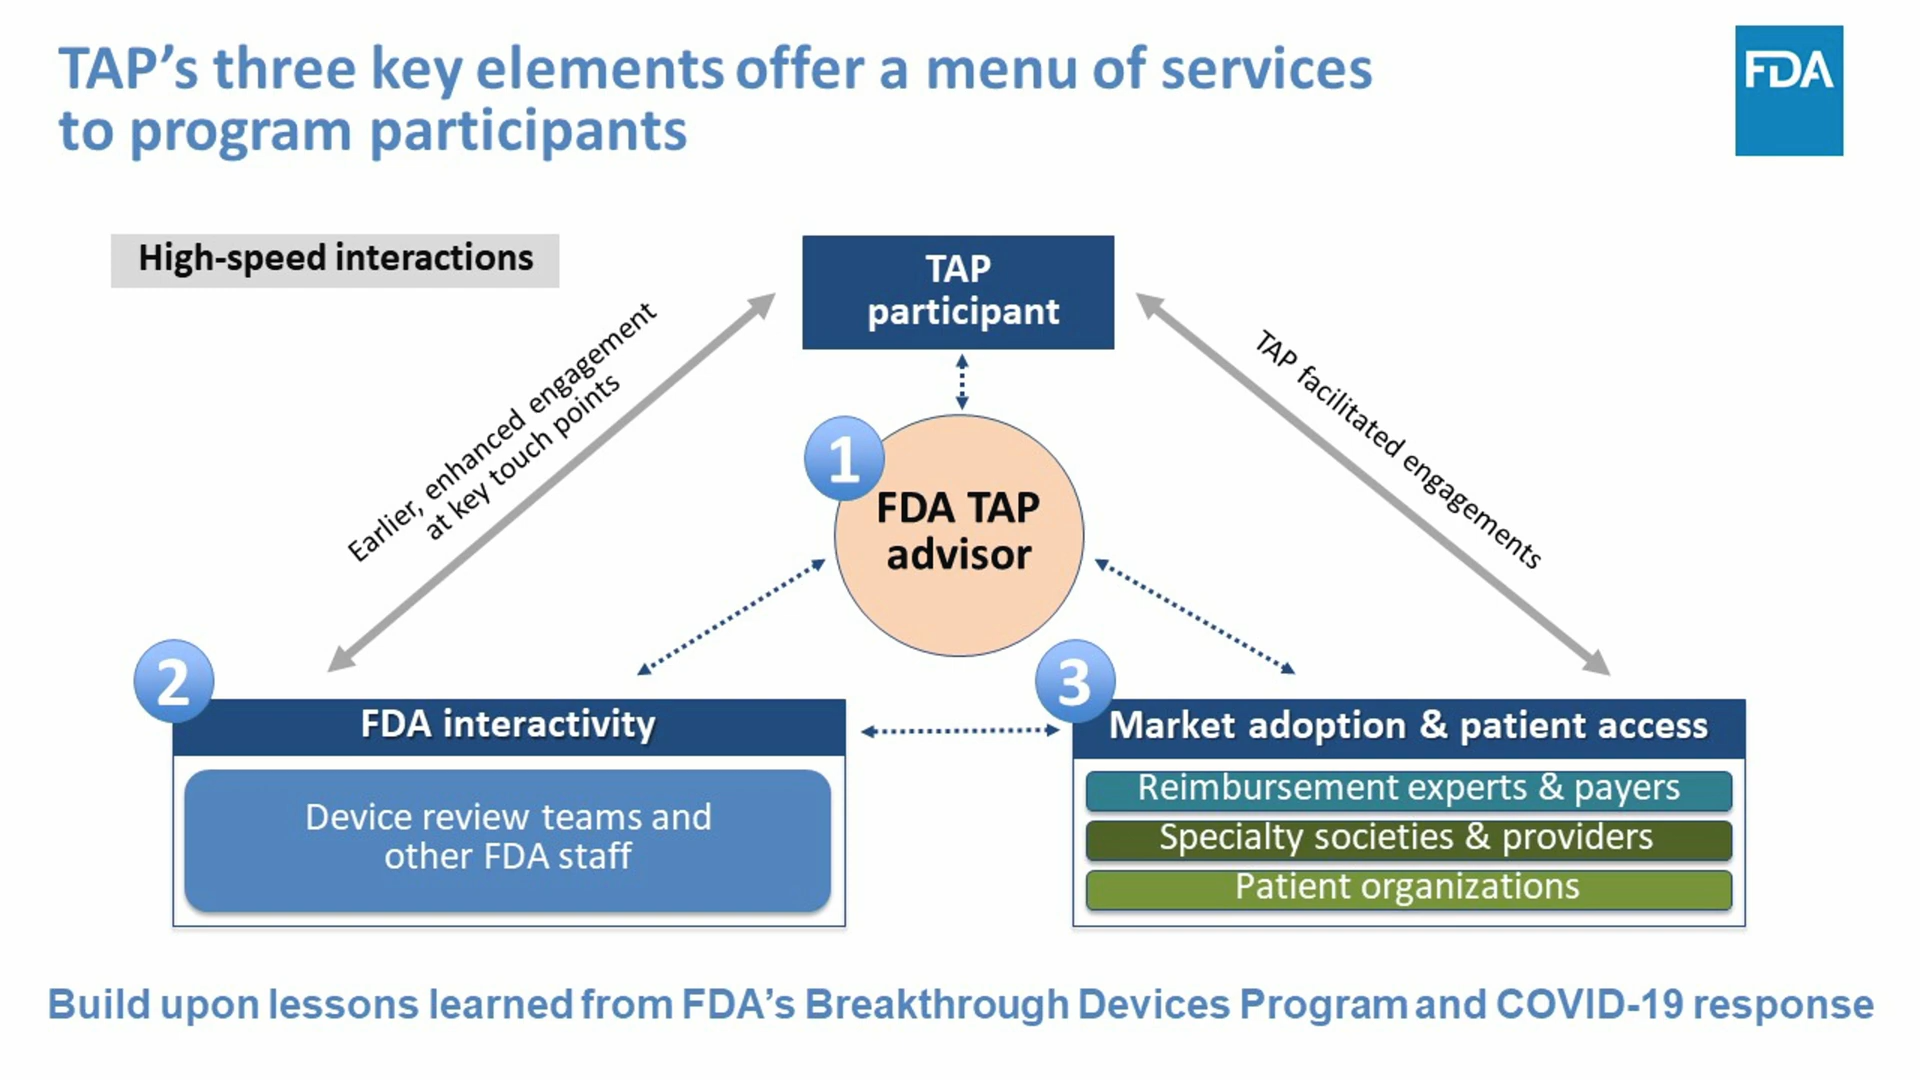 TAP's three key elements offer a menu of services
to program participants
FDA
High-speed interactions
TAP
participant
Earlier, enhanced engagement
at key touch points
TAP facilitated engagements
1
FDA TAP
advisor
2
FDA interactivity
Device review teams and
other FDA staff
3
Market adoption & patient access
Reimbursement experts & payers
Specialty societies & providers
Patient organizations
Build upon lessons learned from FDA's Breakthrough Devices Program and COVID-19 response